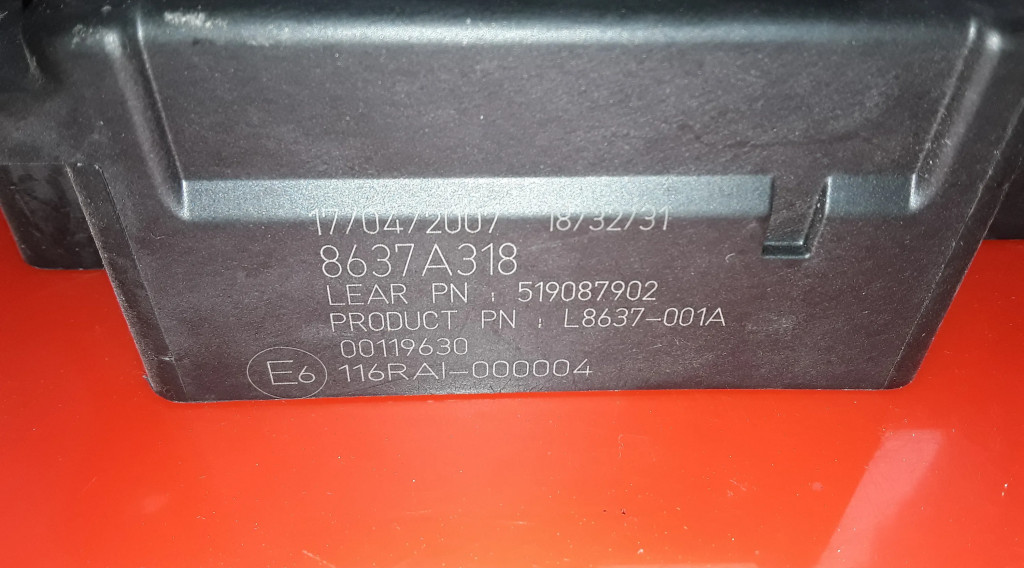 17/04/2007 18/32/31
8637A318
LEAR PN : 519087902
PRODUCT PN : L8637-001A
00119630
E6 116RAI-000004